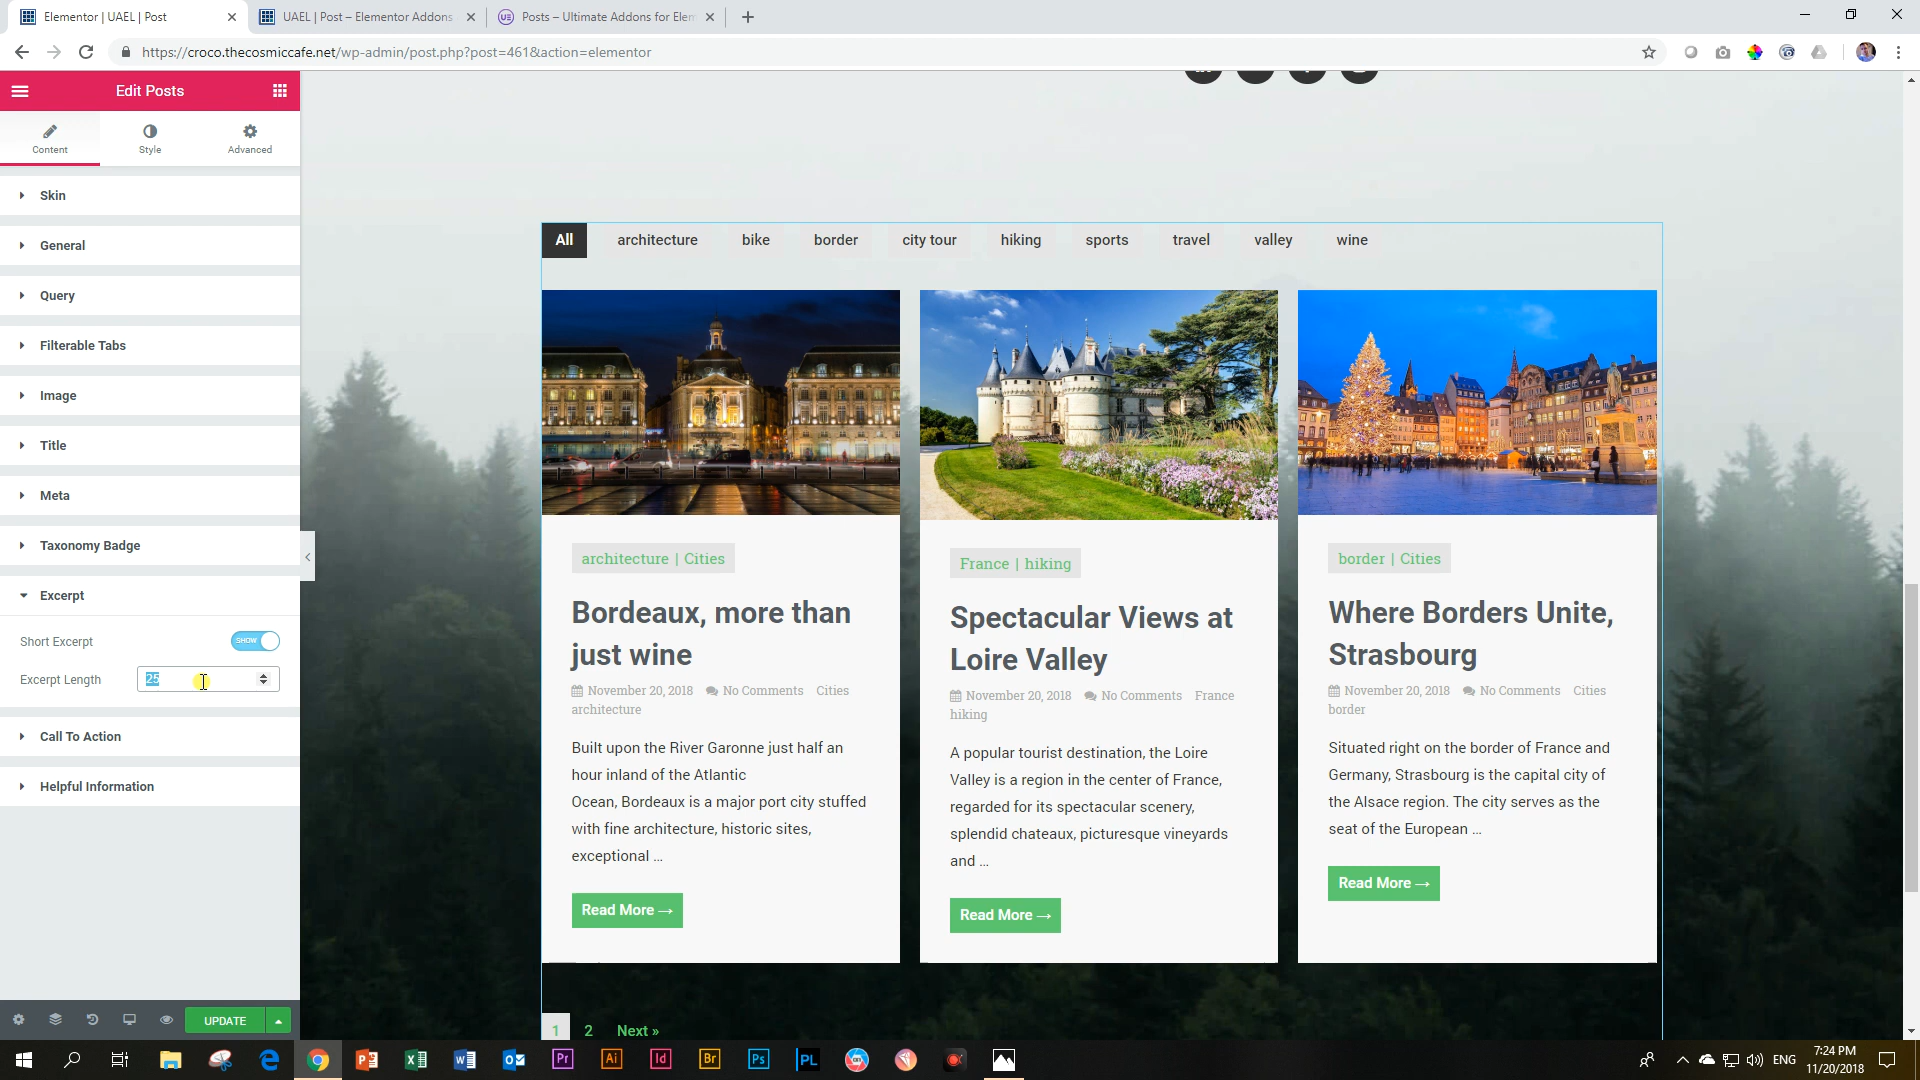 Elementor | UAEL | Post
UAEL | Post – Elementor Addons
Posts – Ultimate Addons for Elem
https://croco.thecosmiccafe.net/wp-admin/post.php?post=461&action=elementor
Edit Posts
Content
Style
Advanced
Skin
General
Query
Filterable Tabs
Image
Title
Meta
Taxonomy Badge
Excerpt
Short Excerpt
SHOW
Excerpt Length
25
Call To Action
Helpful Information
UPDATE
All architecture bike border city tour hiking sports travel valley wine
architecture | Cities
Bordeaux, more than
just wine
November 20, 2018 No Comments Cities
architecture
Built upon the River Garonne just half an
hour inland of the Atlantic
Ocean, Bordeaux is a major port city stuffed
with fine architecture, historic sites,
exceptional ...
Read More →
France | hiking
Spectacular Views at
Loire Valley
November 20, 2018 No Comments France
hiking
A popular tourist destination, the Loire
Valley is a region in the center of France,
regarded for its spectacular scenery,
splendid chateaux, picturesque vineyards
and ...
Read More →
border | Cities
Where Borders Unite,
Strasbourg
November 20, 2018 No Comments Cities
border
Situated right on the border of France and
Germany, Strasbourg is the capital city of
the Alsace region. The city serves as the
seat of the European ...
Read More →
1 2 Next »
Pr
Ai
Id
Br
Ps
PL
ENG
7:24 PM
11/20/2018